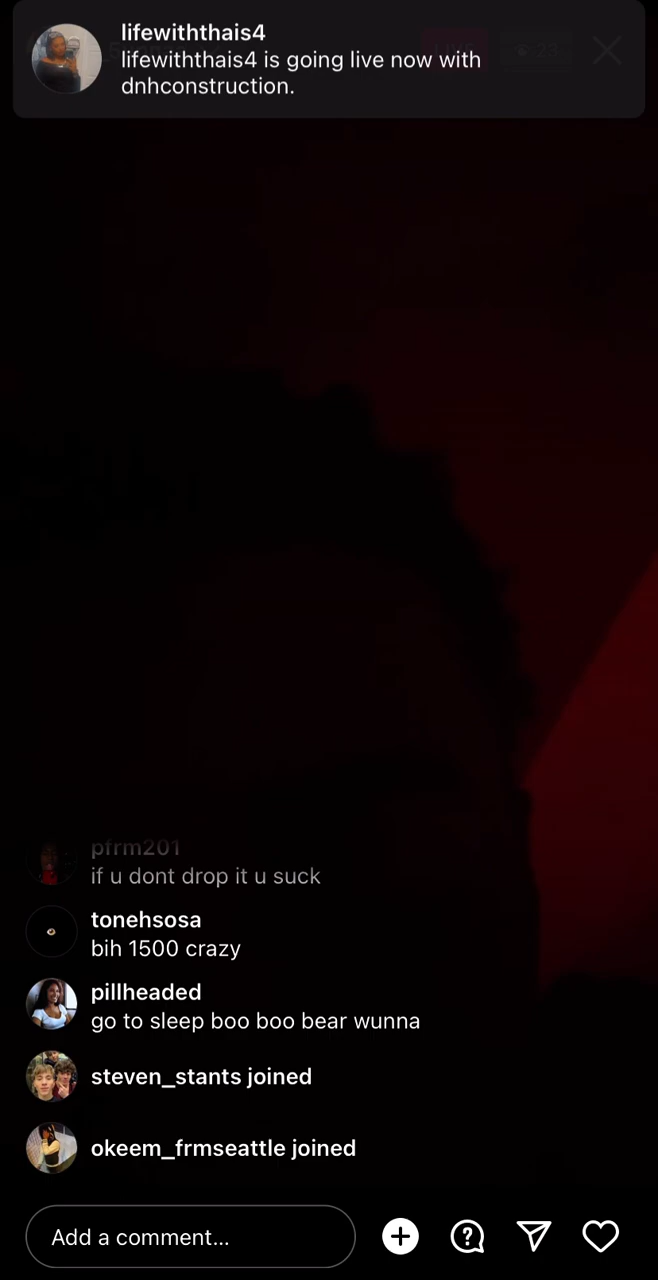 lifewiththais4
lifewiththais4 is going live now with
dnhconstruction.
pfrm201
if u dont drop it u suck
tonehsosa
bih 1500 crazy
pillheaded
go to sleep boo boo bear wunna
steven_stants joined
okeem_frmseattle joined
Add a comment...